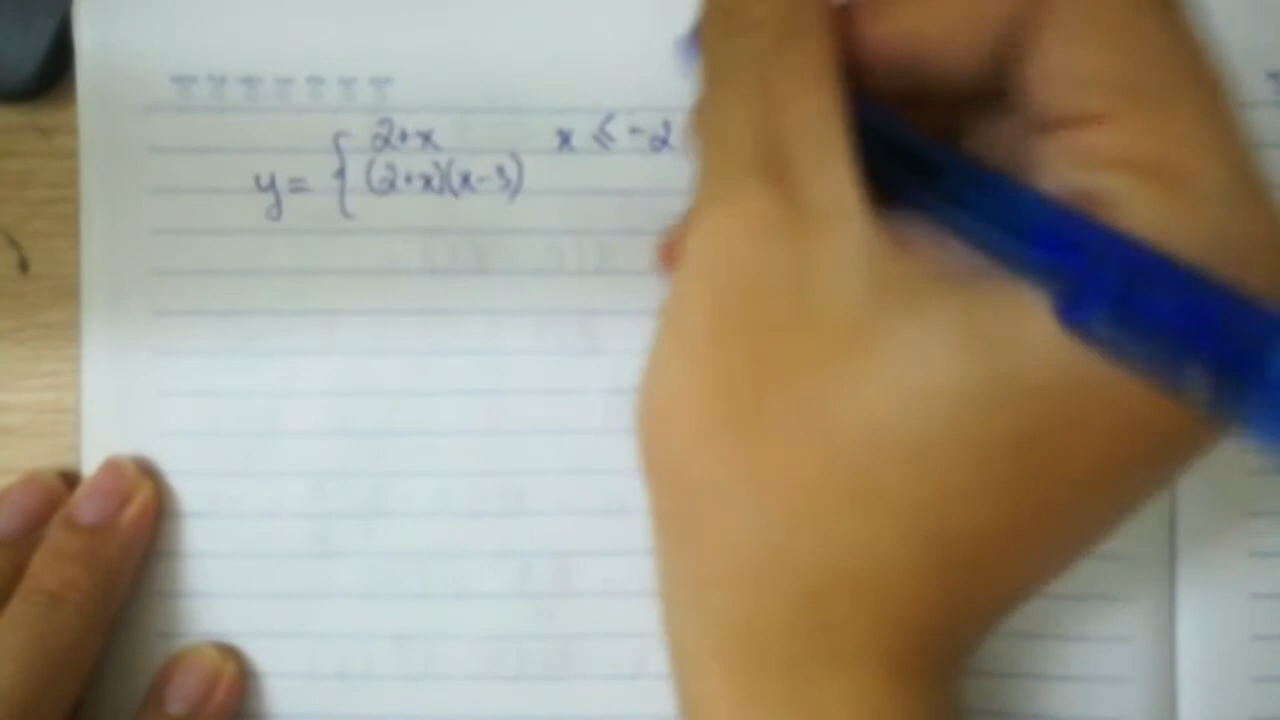 2+x x ≤ -2
y = { (2+x)(x-3)